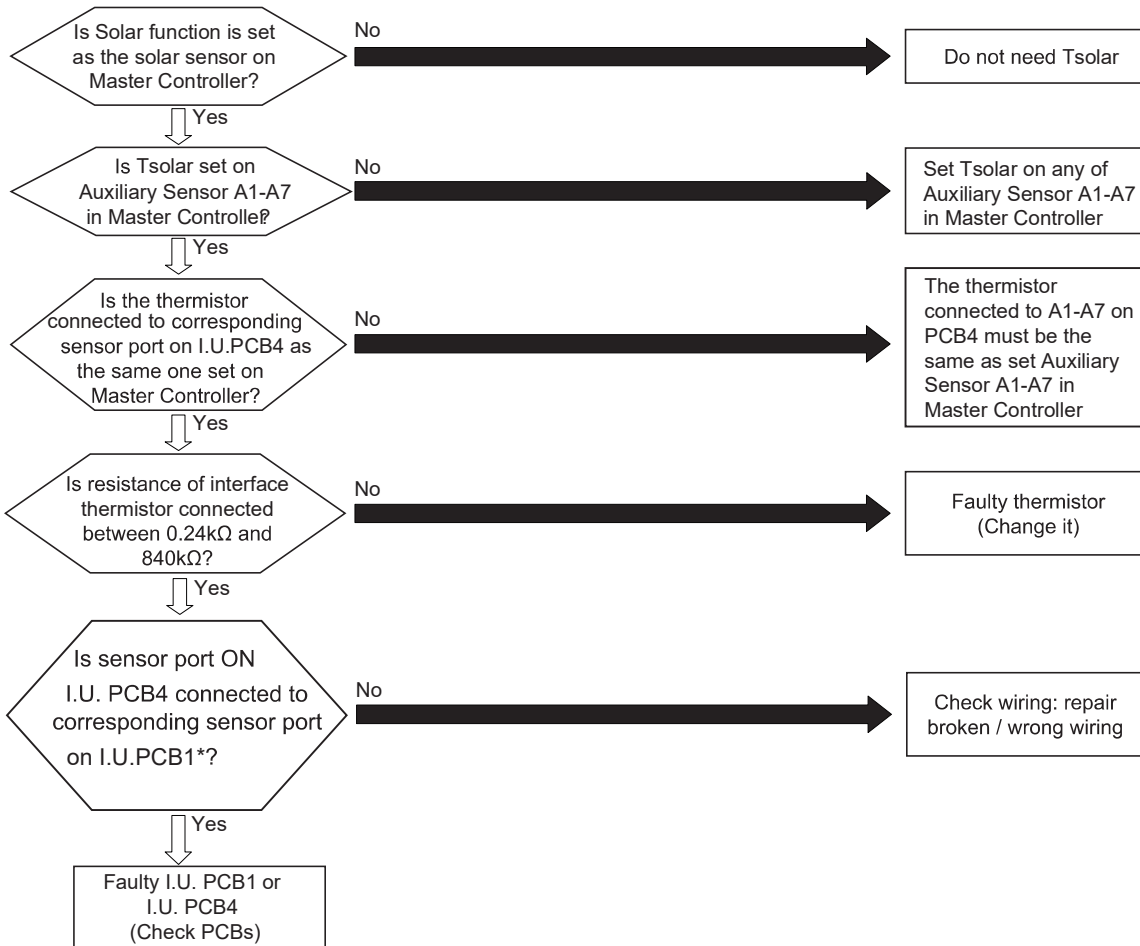 Is Solar function is set
as the solar sensor on
Master Controller?
No
Do not need Tsolar
Yes
Is Tsolar set on
Auxiliary Sensor A1-A7
in Master Controller?
No
Set Tsolar on any of
Auxiliary Sensor A1-A7
in Master Controller
Yes
Is the thermistor
connected to corresponding
sensor port on I.U.PCB4 as
the same one set on
Master Controller?
No
The thermistor
connected to A1-A7 on
PCB4 must be the
same as set Auxiliary
Sensor A1-A7 in
Master Controller
Yes
Is resistance of interface
thermistor connected
between 0.24kΩ and
840kΩ?
No
Faulty thermistor
(Change it)
Yes
Is sensor port ON
I.U. PCB4 connected to
corresponding sensor port
on I.U.PCB1*?
No
Check wiring: repair
broken / wrong wiring
Yes
Faulty I.U. PCB1 or
I.U. PCB4
(Check PCBs)